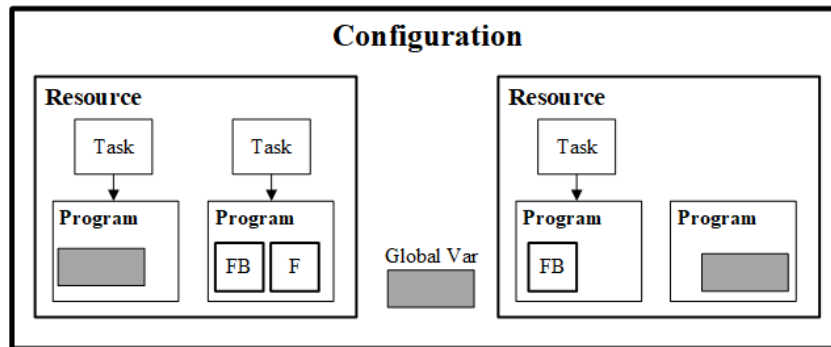 Configuration
Resource
Resource
Task
Task
Task
Program
Program
Program
Program
FB
F
Global Var
FB